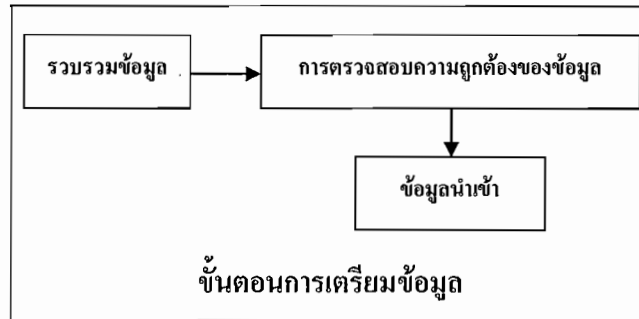 รวบรวมข้อมูล
การตรวจสอบความถูกต้องของข้อมูล
ข้อมูลนำเข้า
ขั้นตอนการเตรียมข้อมูล